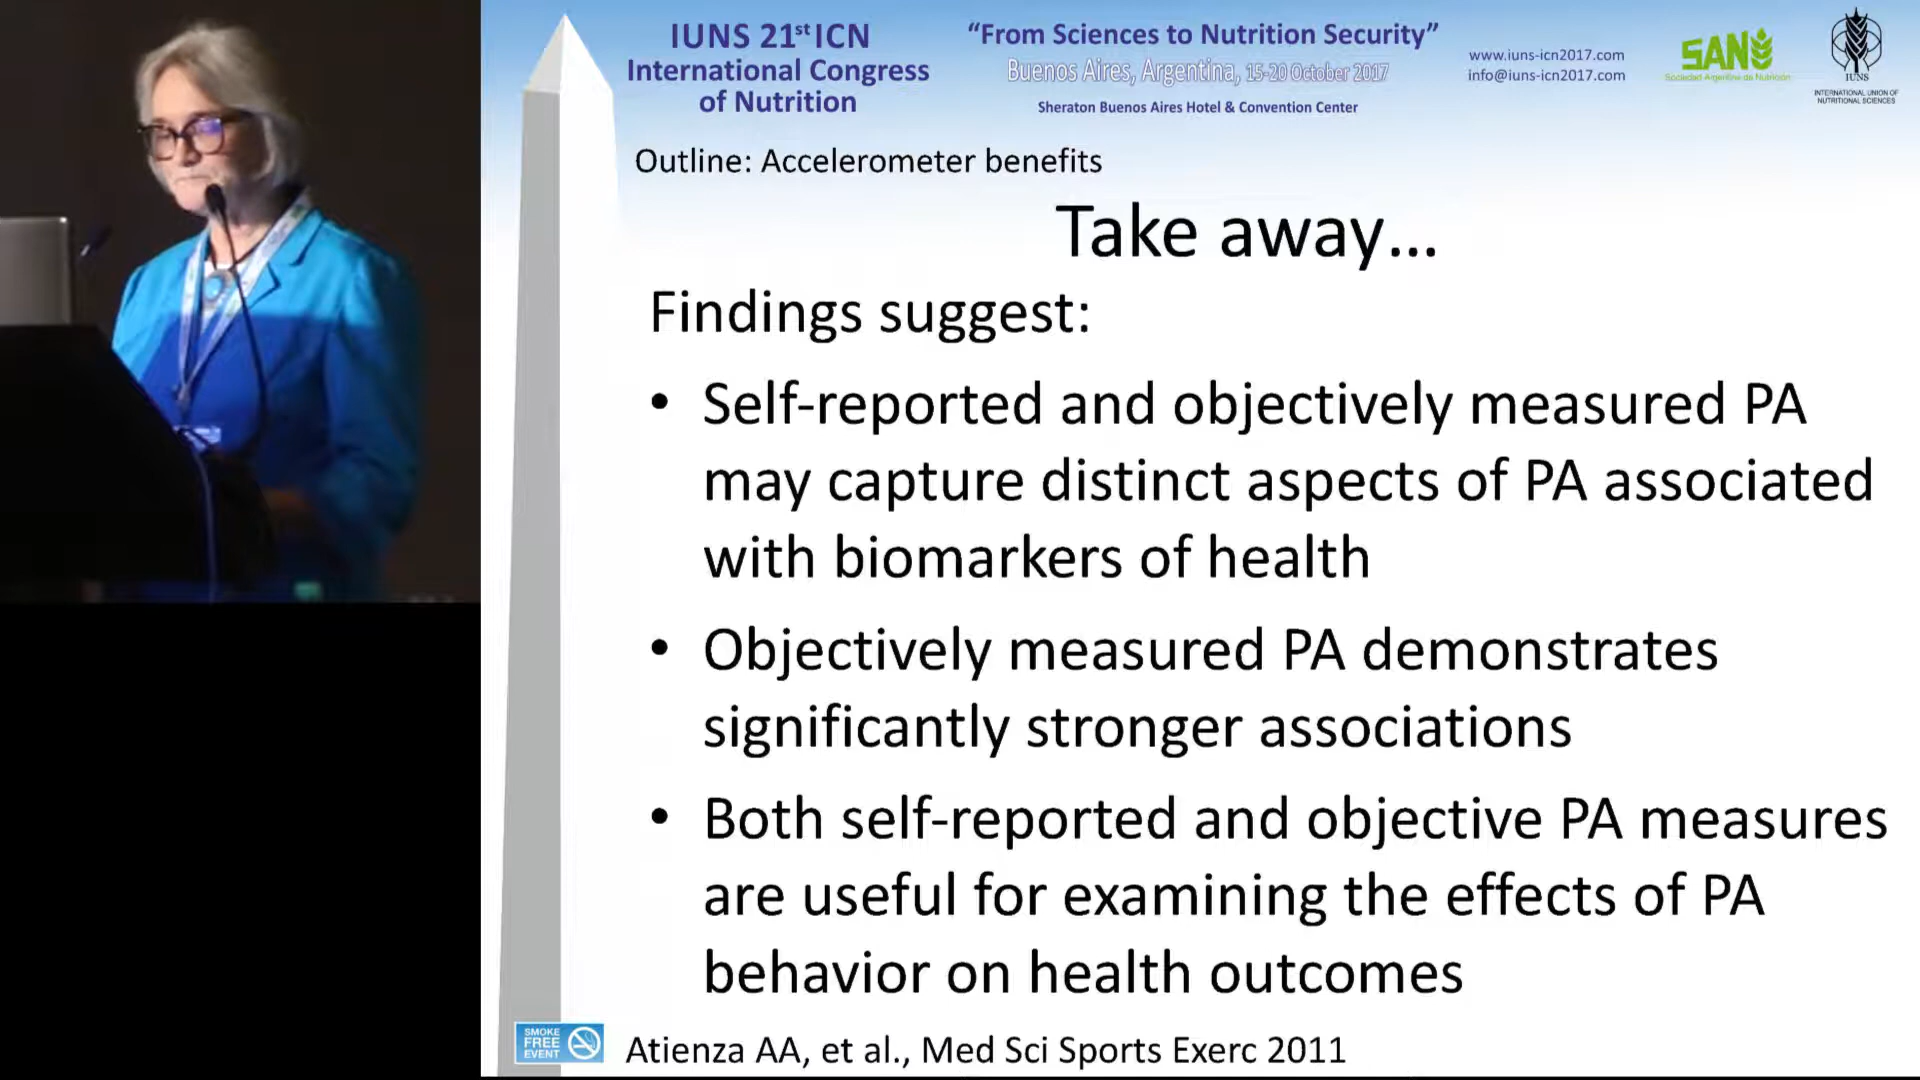 IUNS 21st ICN
International Congress
of Nutrition
“From Sciences to Nutrition Security”
Buenos Aires, Argentina, 15-20 October 2017
Sheraton Buenos Aires Hotel & Convention Center
www.iuns-icn2017.com
info@iuns-icn2017.com
SAN
Sociedad Argentina de Nutrición
IUNS
INTERNATIONAL UNION OF
NUTRITIONAL SCIENCES
Outline: Accelerometer benefits
Take away...
Findings suggest:
• Self-reported and objectively measured PA
may capture distinct aspects of PA associated
with biomarkers of health
• Objectively measured PA demonstrates
significantly stronger associations
• Both self-reported and objective PA measures
are useful for examining the effects of PA
behavior on health outcomes
SMOKE
FREE
EVENT
Atienza AA, et al., Med Sci Sports Exerc 2011